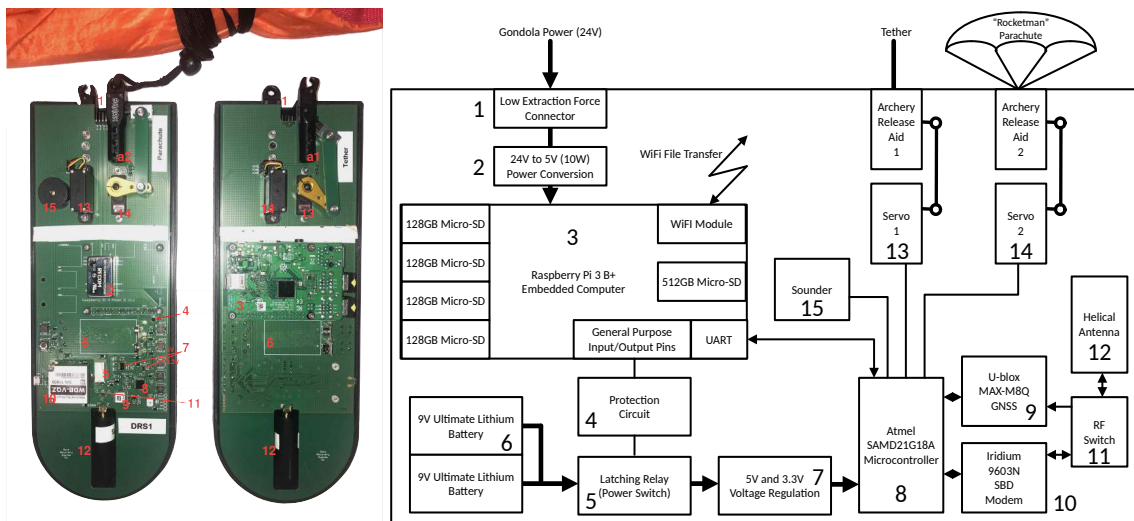 1
1
Parachute
Tether
a2
a1
15
13
14
14
13
2
3
4
6
6
7
5
8
WDB-VQZ
10
9
11
DRS1
12
12
Gondola Power (24V)
Tether
“Rocketman”
Parachute
1
Low Extraction Force
Connector
Archery
Release
Aid
1
Archery
Release
Aid
2
2
24V to 5V (10W)
Power Conversion
WiFi File Transfer
128GB Micro-SD
128GB Micro-SD
128GB Micro-SD
128GB Micro-SD
3
Raspberry Pi 3 B+
Embedded Computer
WiFI Module
512GB Micro-SD
General Purpose
Input/Output Pins
UART
Servo
1
13
Servo
2
14
Sounder
15
Helical
Antenna
12
Protection
Circuit
4
9V Ultimate Lithium
Battery
6
9V Ultimate Lithium
Battery
Latching Relay
(Power Switch)
5
5V and 3.3V
Voltage Regulation
7
Atmel
SAMD21G18A
Microcontroller
8
U-blox
MAX-M8Q
GNSS
9
RF
Switch
11
Iridium
9603N
SBD
Modem
10